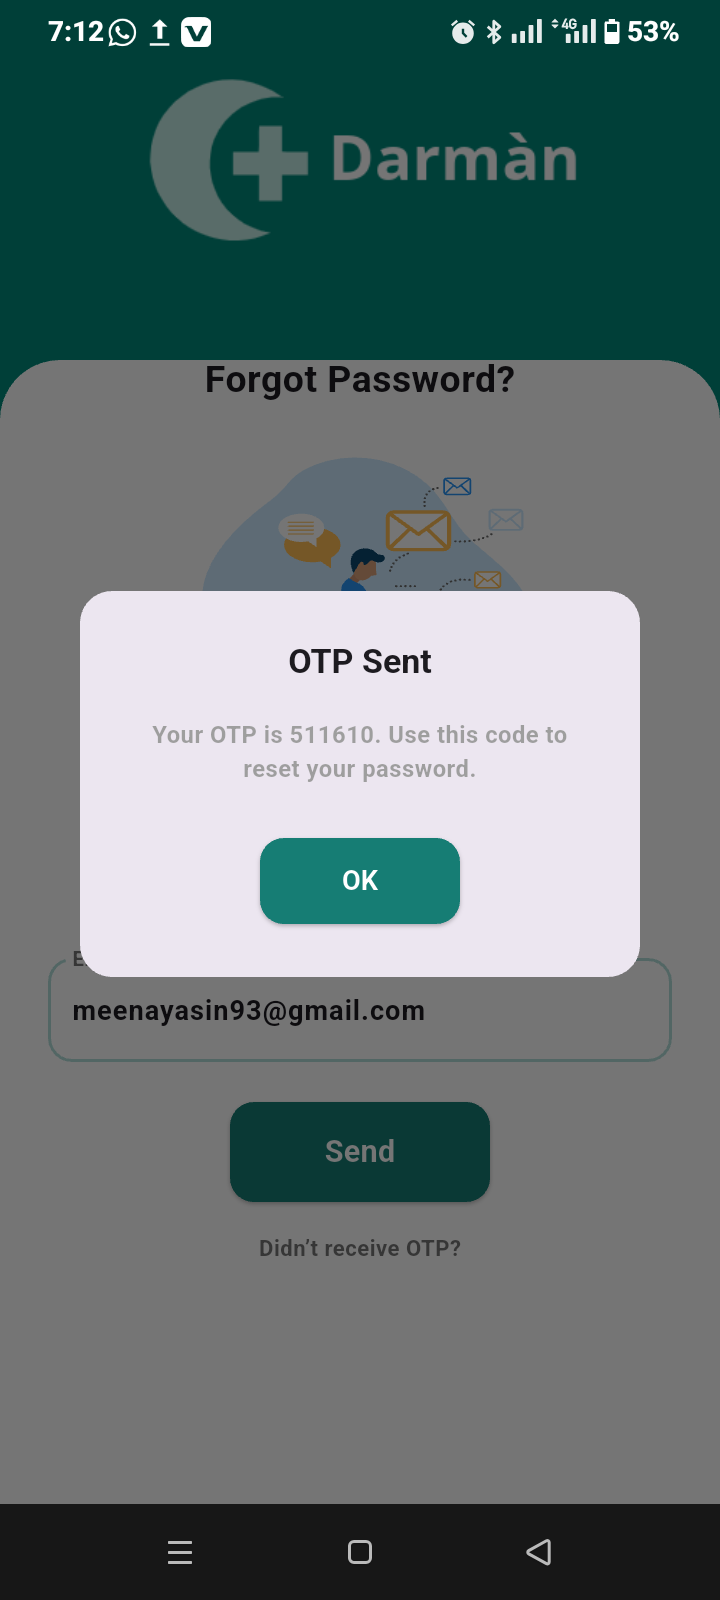 7:12
4G
53%
Darmàn
Forgot Password?
OTP Sent
Your OTP is 511610. Use this code to
reset your password.
OK
meenayasin93@gmail.com
Send
Didn’t receive OTP?